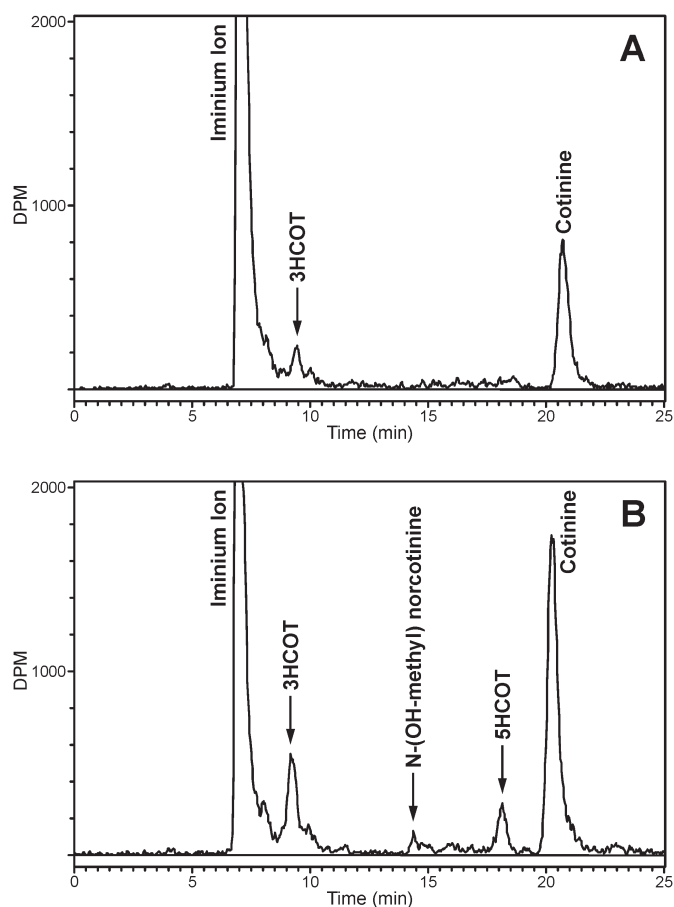 A
2000
1000
DPM
Iminium Ion
3HCOT
Cotinine
0 5 10 15 20 25
Time (min)
B
2000
1000
DPM
Iminium Ion
3HCOT
N-(OH-methyl) norcotinine
5HCOT
Cotinine
0 5 10 15 20 25
Time (min)